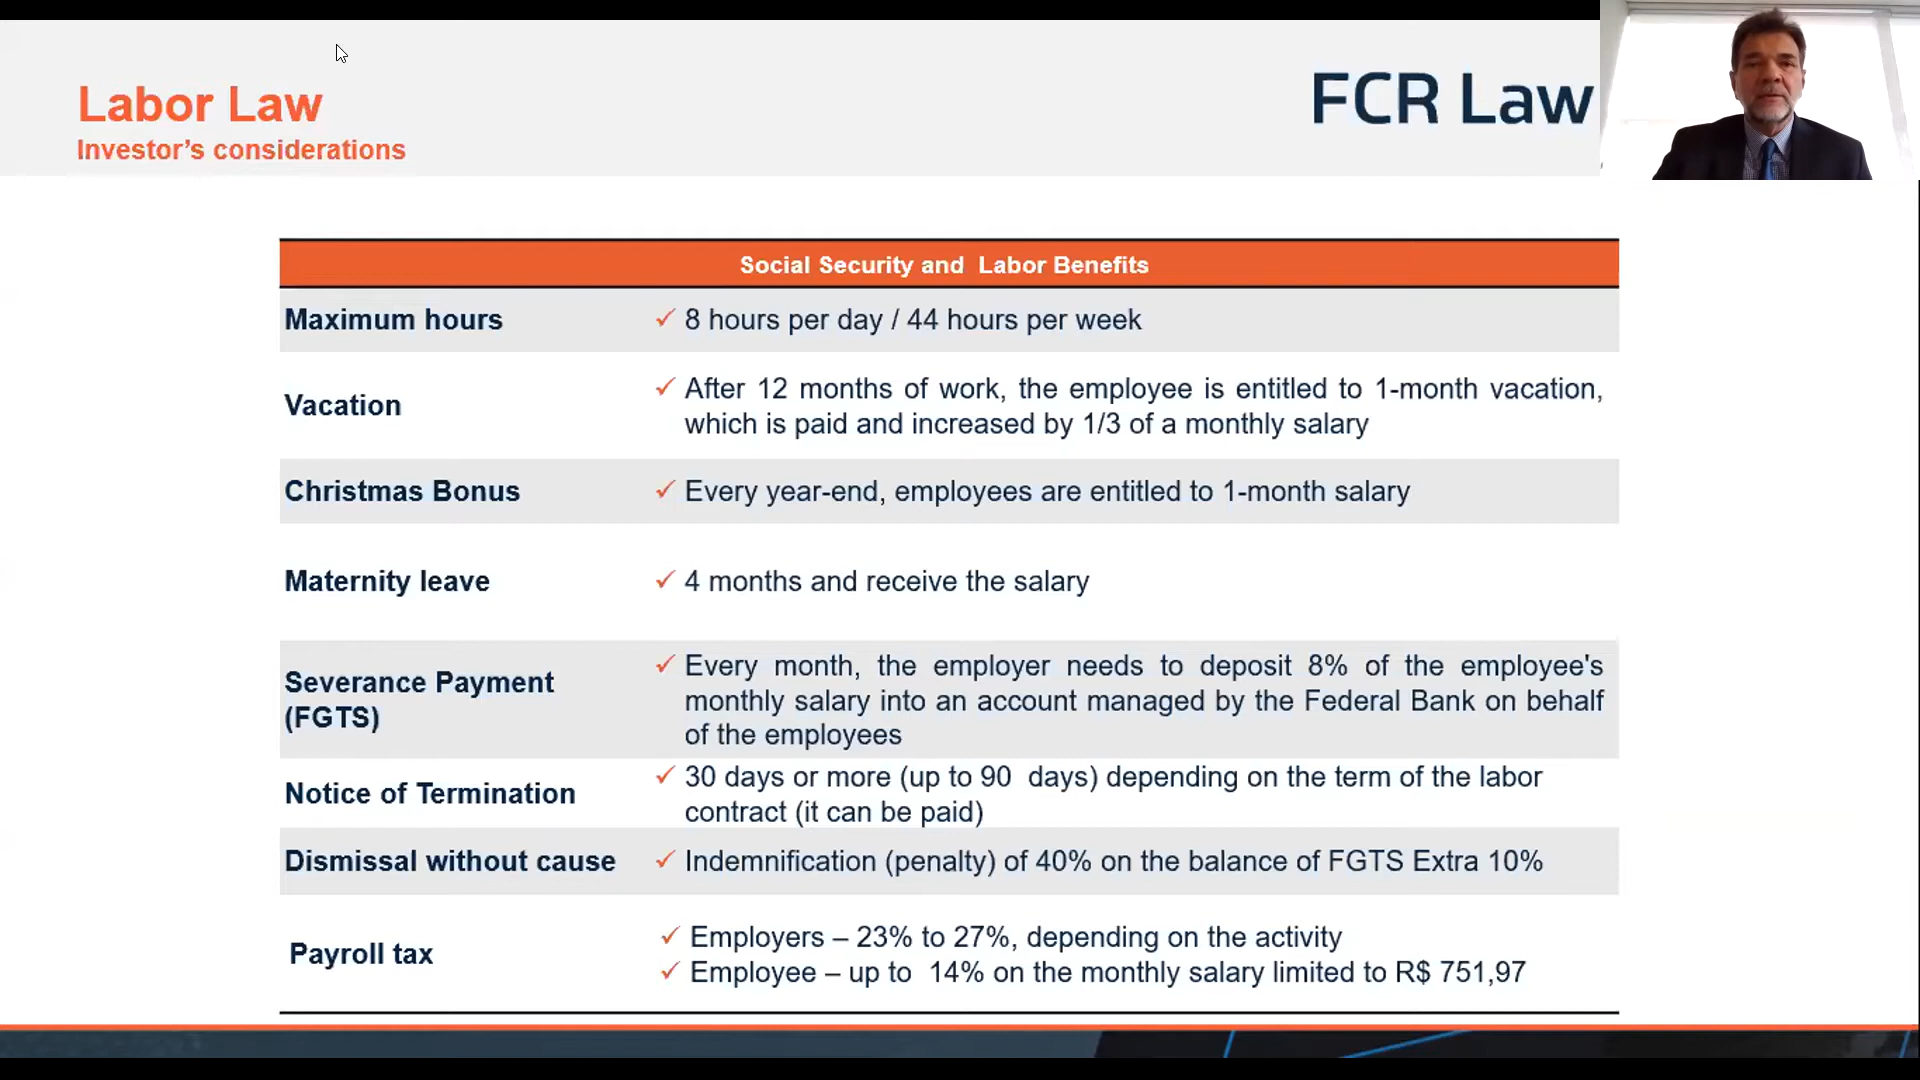 Labor Law
Investor's considerations
FCR Law
Social Security and  Labor Benefits
Maximum hours
✓ 8 hours per day / 44 hours per week
Vacation
✓ After 12 months of work, the employee is entitled to 1-month vacation,
which is paid and increased by 1/3 of a monthly salary
Christmas Bonus
✓ Every year-end, employees are entitled to 1-month salary
Maternity leave
✓ 4 months and receive the salary
Severance Payment
(FGTS)
✓ Every month, the employer needs to deposit 8% of the employee's
monthly salary into an account managed by the Federal Bank on behalf
of the employees
Notice of Termination
✓ 30 days or more (up to 90  days) depending on the term of the labor
contract (it can be paid)
Dismissal without cause
✓ Indemnification (penalty) of 40% on the balance of FGTS Extra 10%
Payroll tax
✓ Employers – 23% to 27%, depending on the activity
✓ Employee – up to  14% on the monthly salary limited to R$ 751,97